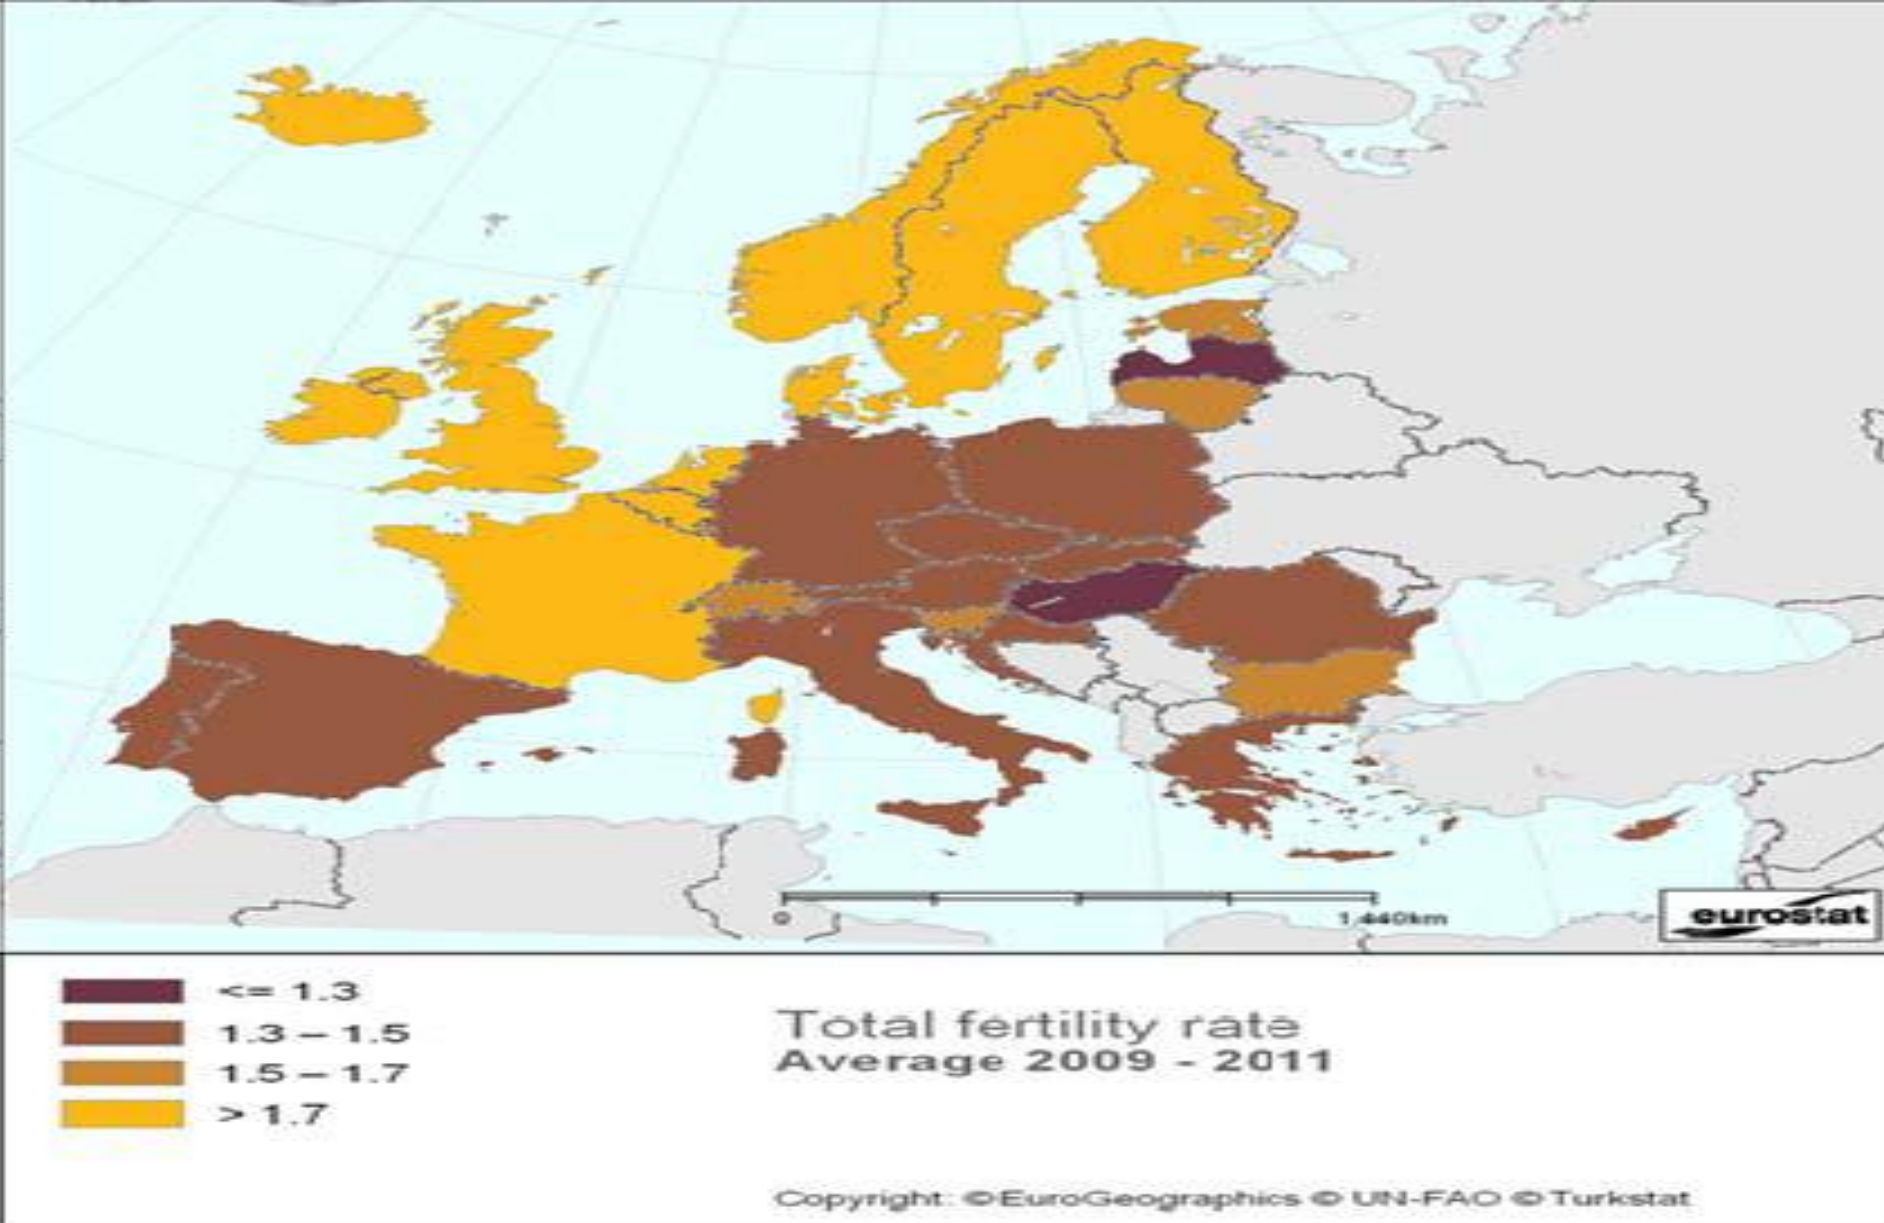 0
1,440km
eurostat
<= 1.3
1.3 – 1.5
1.5 – 1.7
> 1.7
Total fertility rate
Average 2009 - 2011
Copyright: © EuroGeographics © UN-FAO © Turkstat